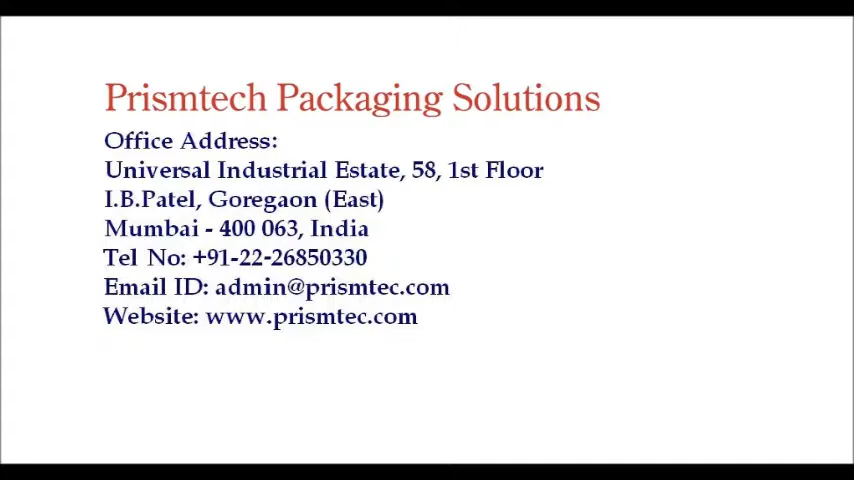 Prismtech Packaging Solutions
Office Address:
Universal Industrial Estate, 58, 1st Floor
I.B.Patel, Goregaon (East)
Mumbai - 400 063, India
Tel No: +91-22-26850330
Email ID: admin@prismtec.com
Website: www.prismtec.com